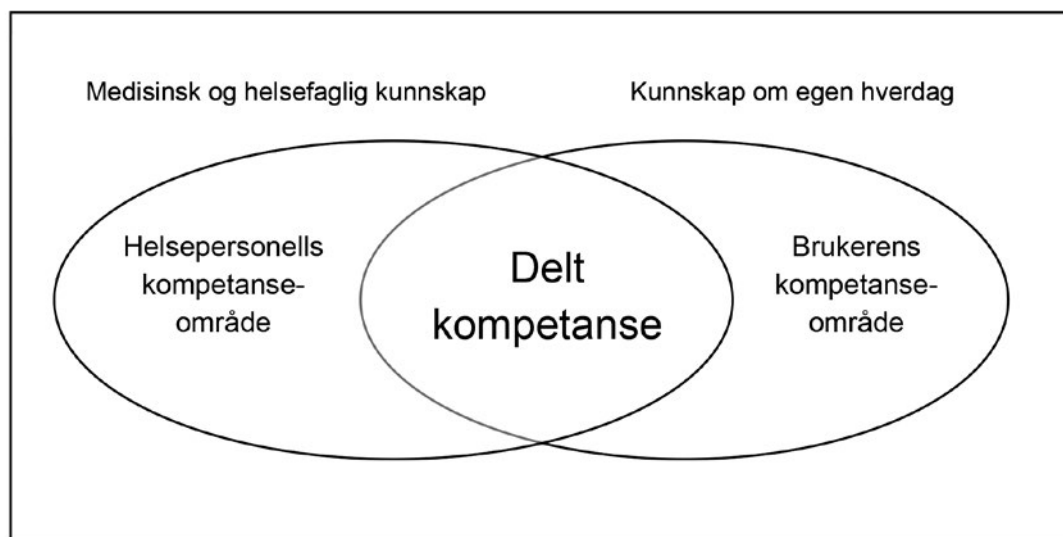 Medisinsk og helsefaglig kunnskap
Kunnskap om egen hverdag
Helsepersonells
kompetanse-
område
Delt
kompetanse
Brukerens
kompetanse-
område